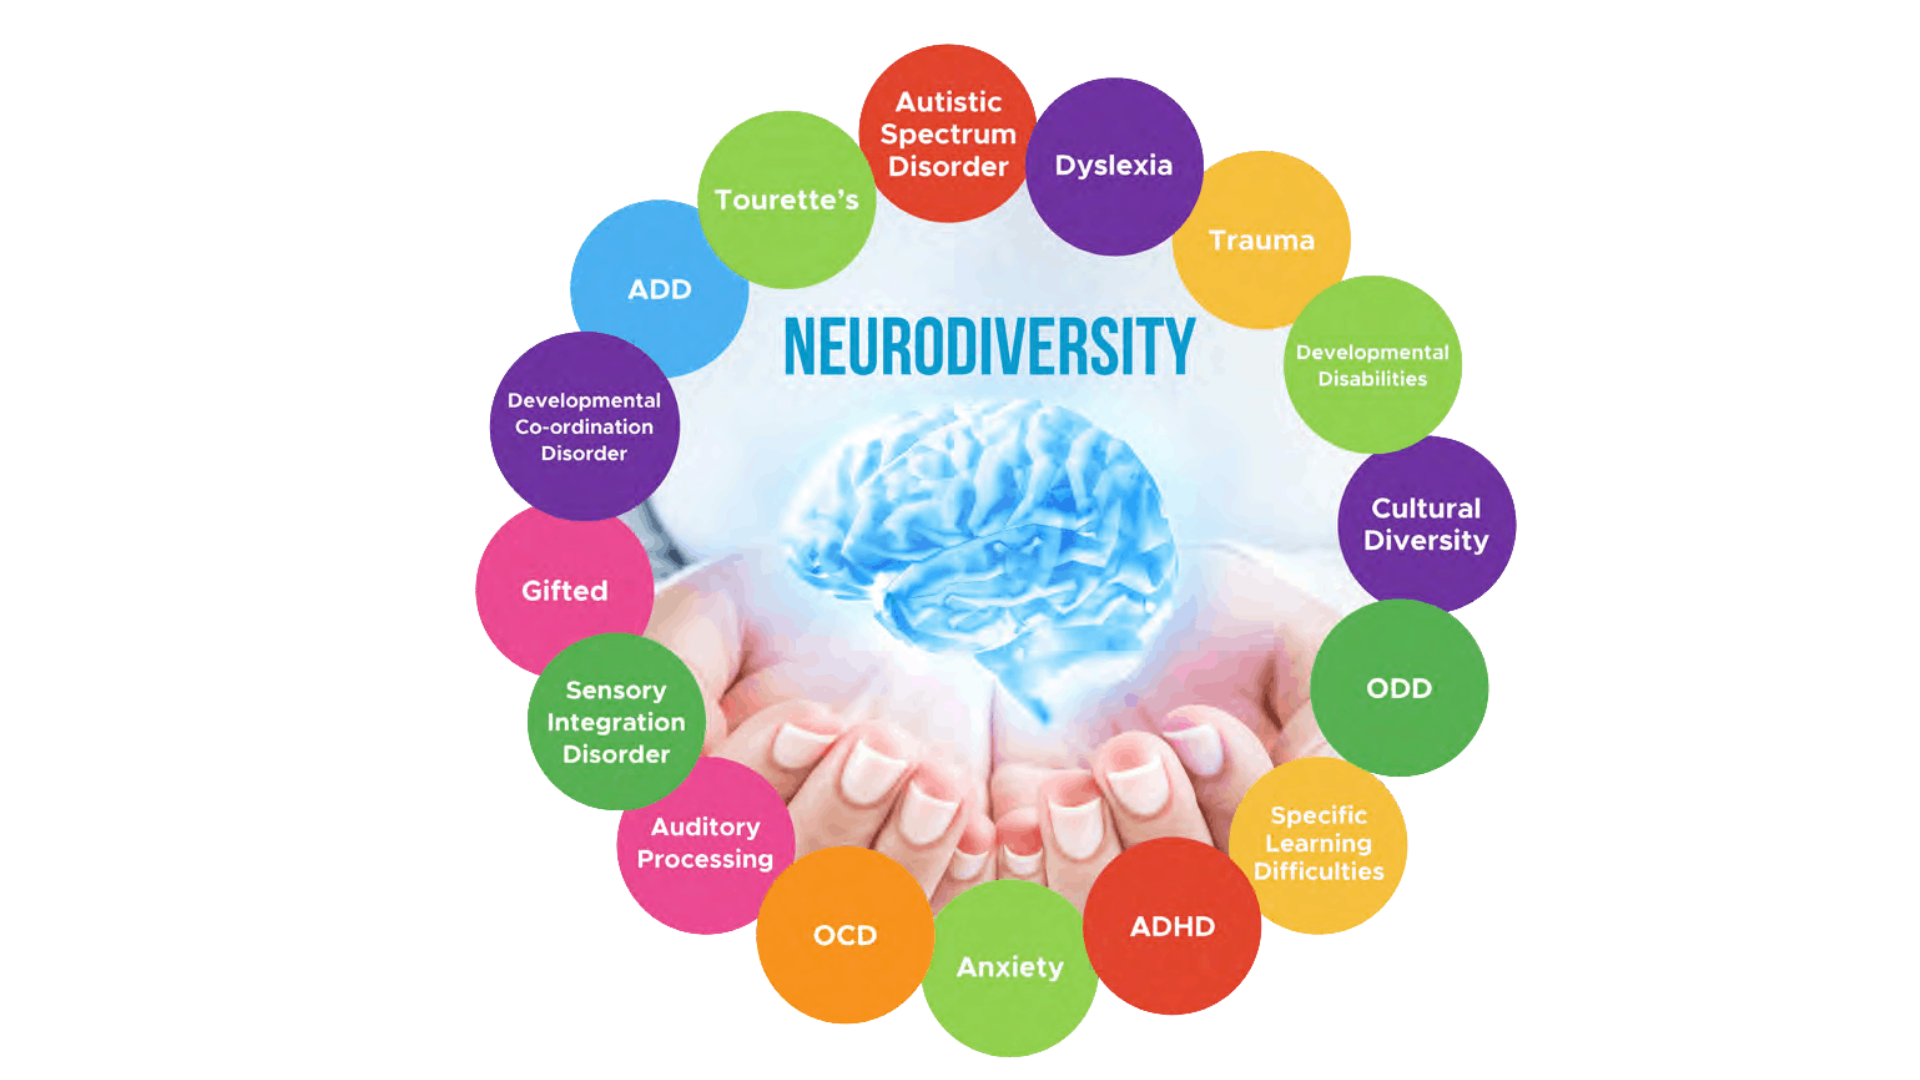 Autistic
Spectrum
Disorder
Dyslexia
Trauma
Developmental
Disabilities
Cultural
Diversity
ODD
Specific
Learning
Difficulties
ADHD
Anxiety
OCD
Auditory
Processing
Sensory
Integration
Disorder
Gifted
Developmental
Co-ordination
Disorder
ADD
Tourette's
NEURODIVERSITY